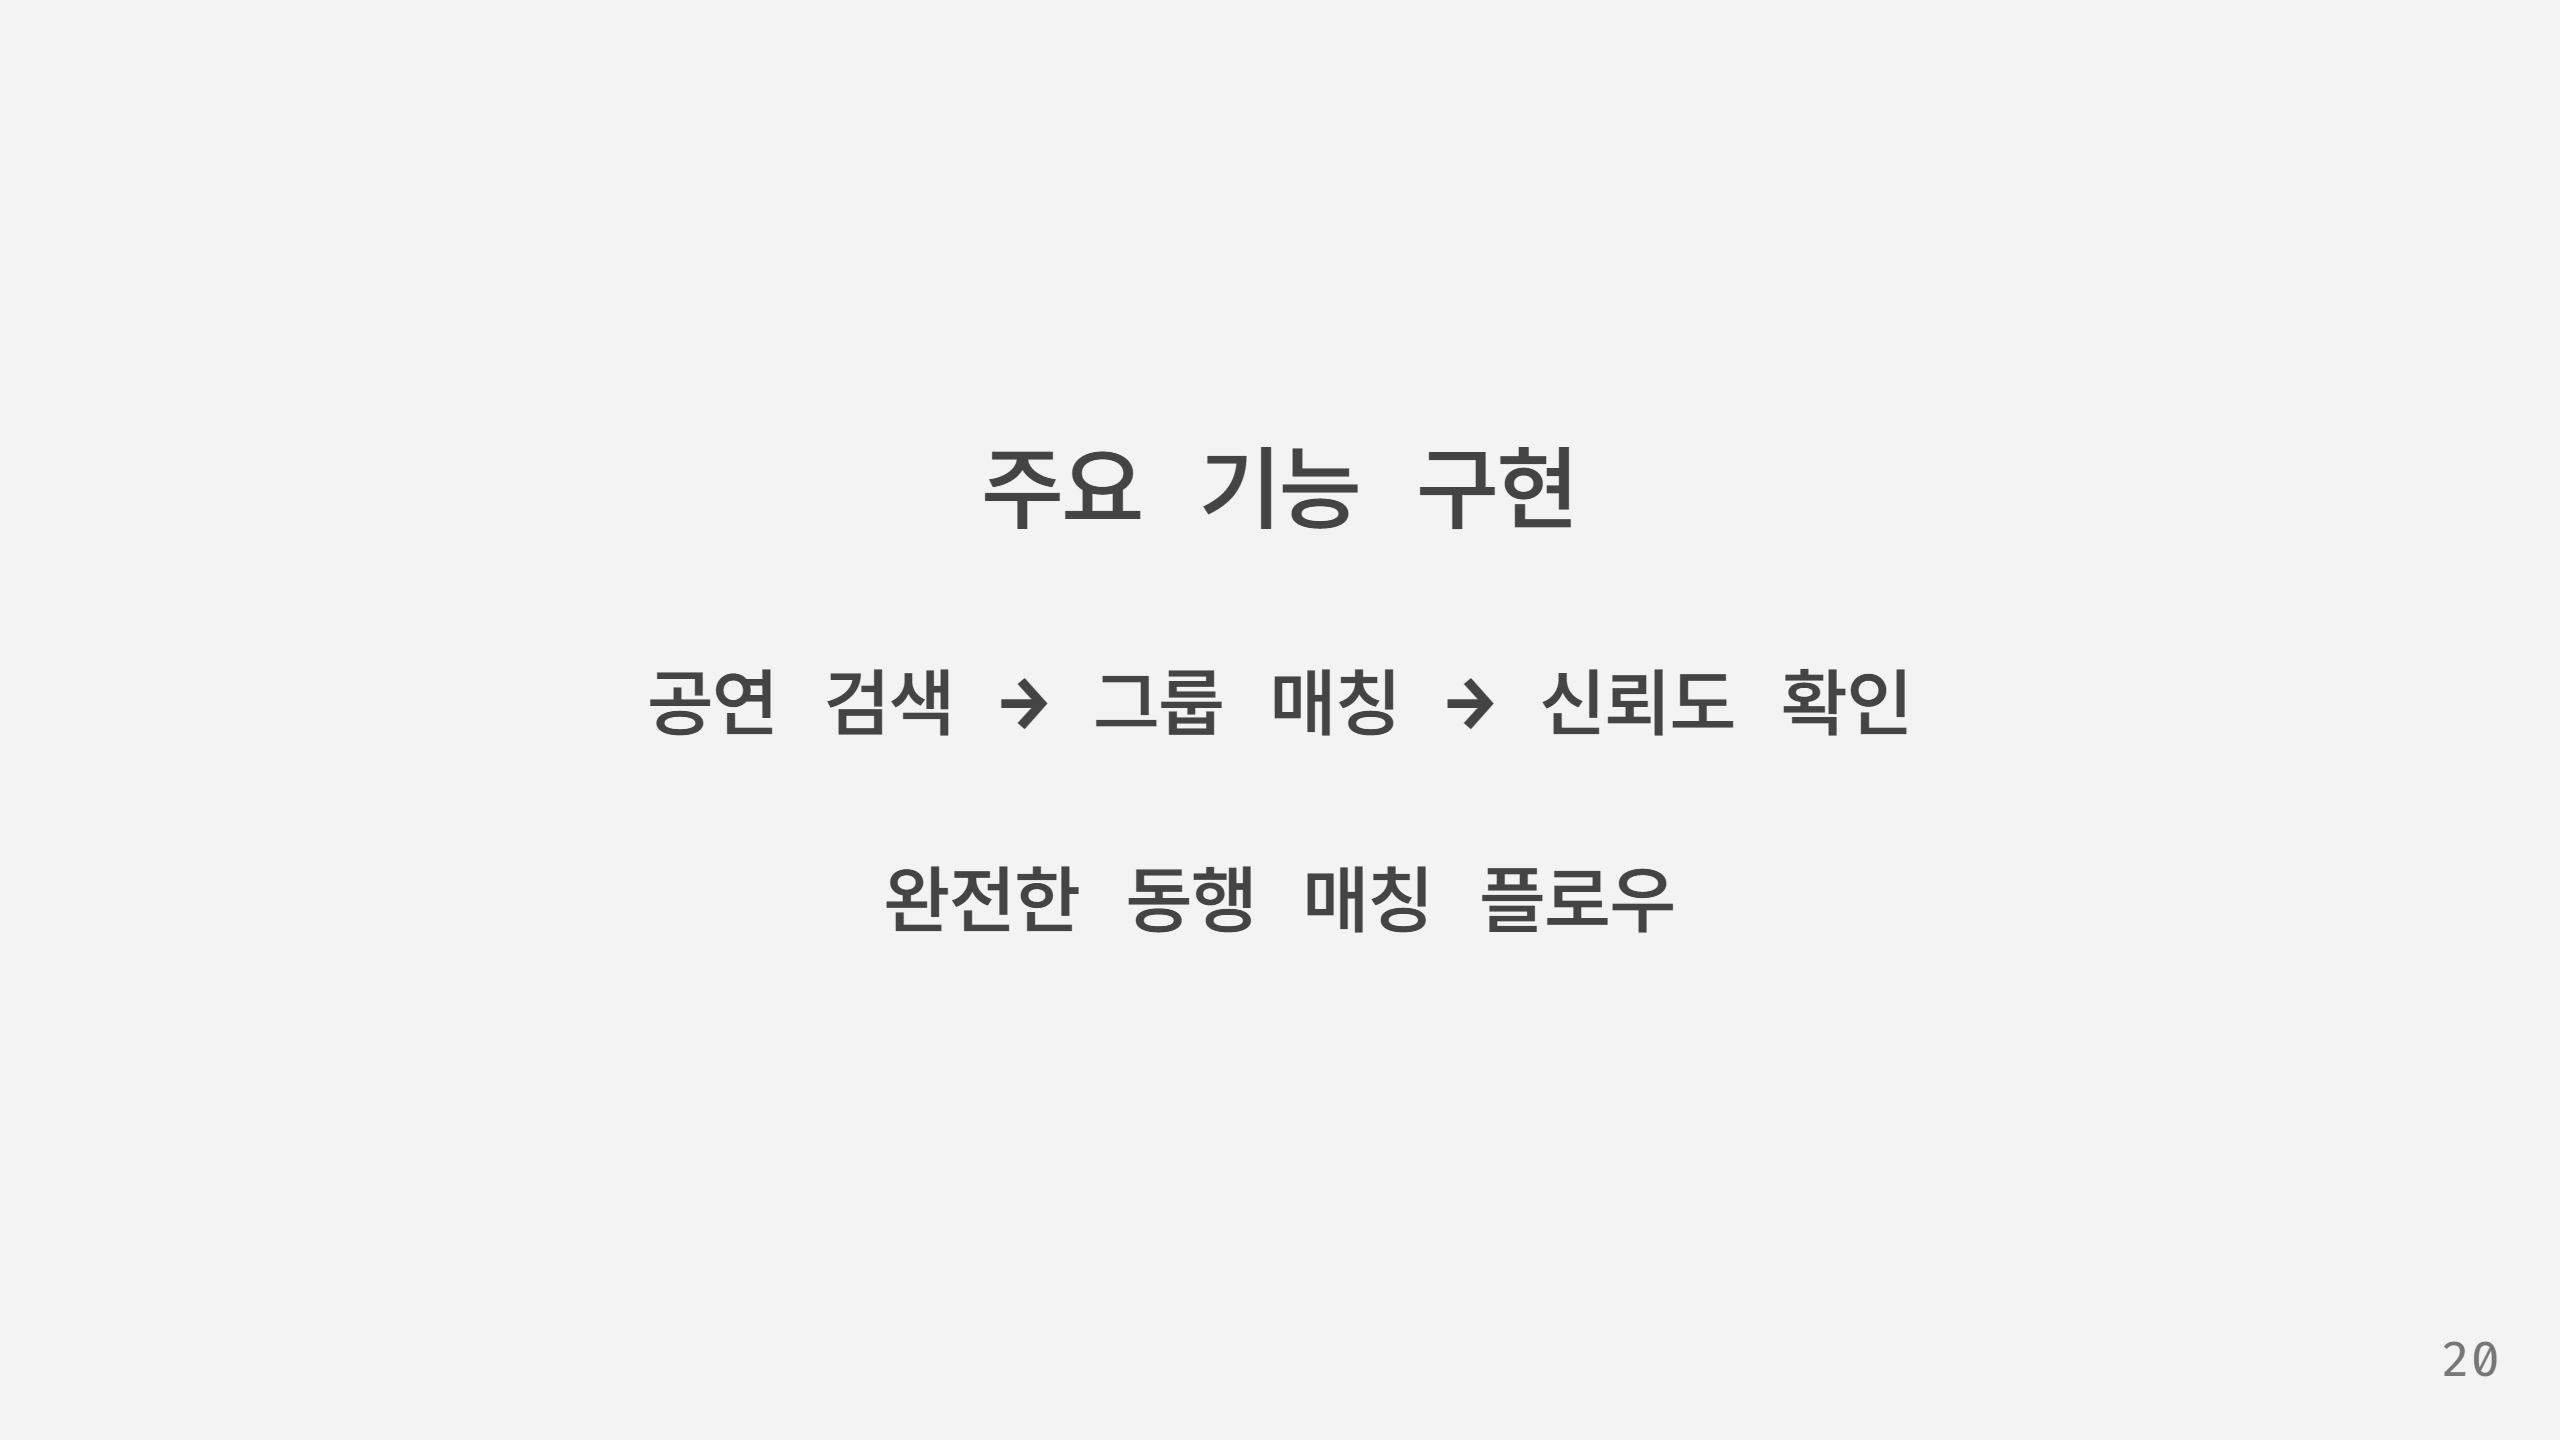 주요 기능 구현
공연 검색 → 그룹 매칭 → 신뢰도 확인
완전한 동행 매칭 플로우
20